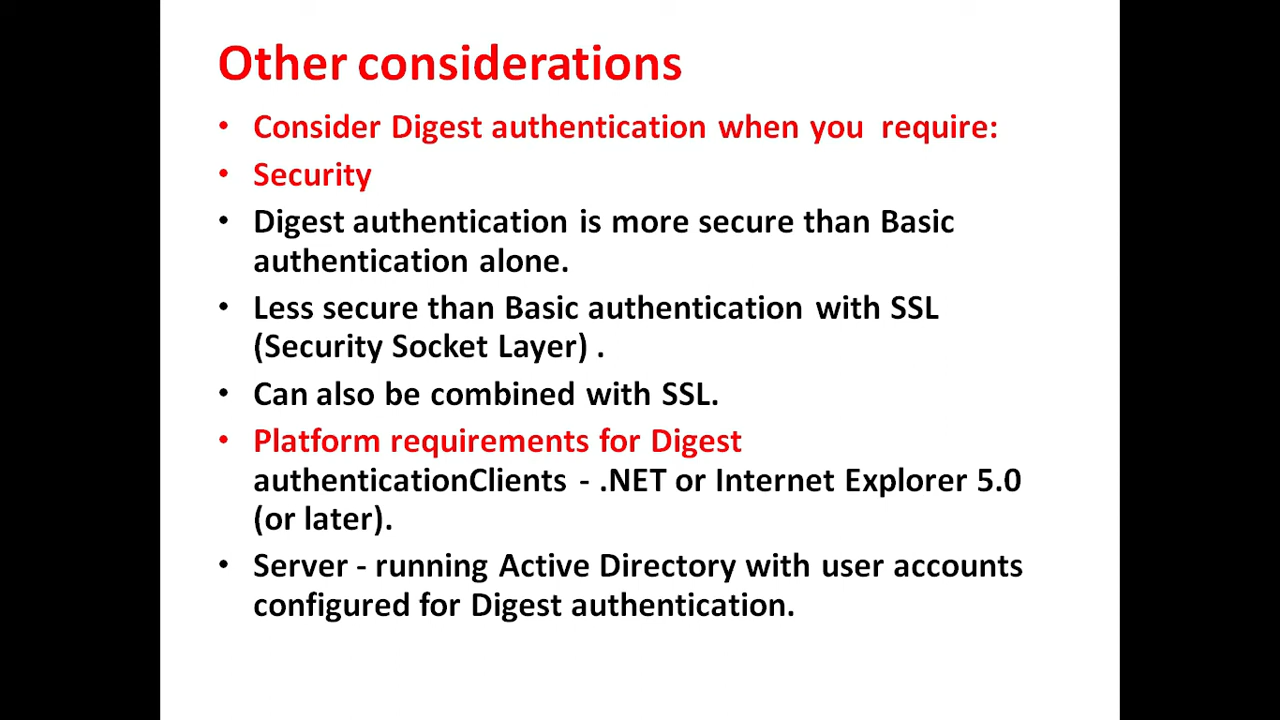 Other considerations
• Consider Digest authentication when you require:
• Security
• Digest authentication is more secure than Basic
authentication alone.
• Less secure than Basic authentication with SSL
(Security Socket Layer) .
• Can also be combined with SSL.
• Platform requirements for Digest
authenticationClients - .NET or Internet Explorer 5.0
(or later).
• Server - running Active Directory with user accounts
configured for Digest authentication.